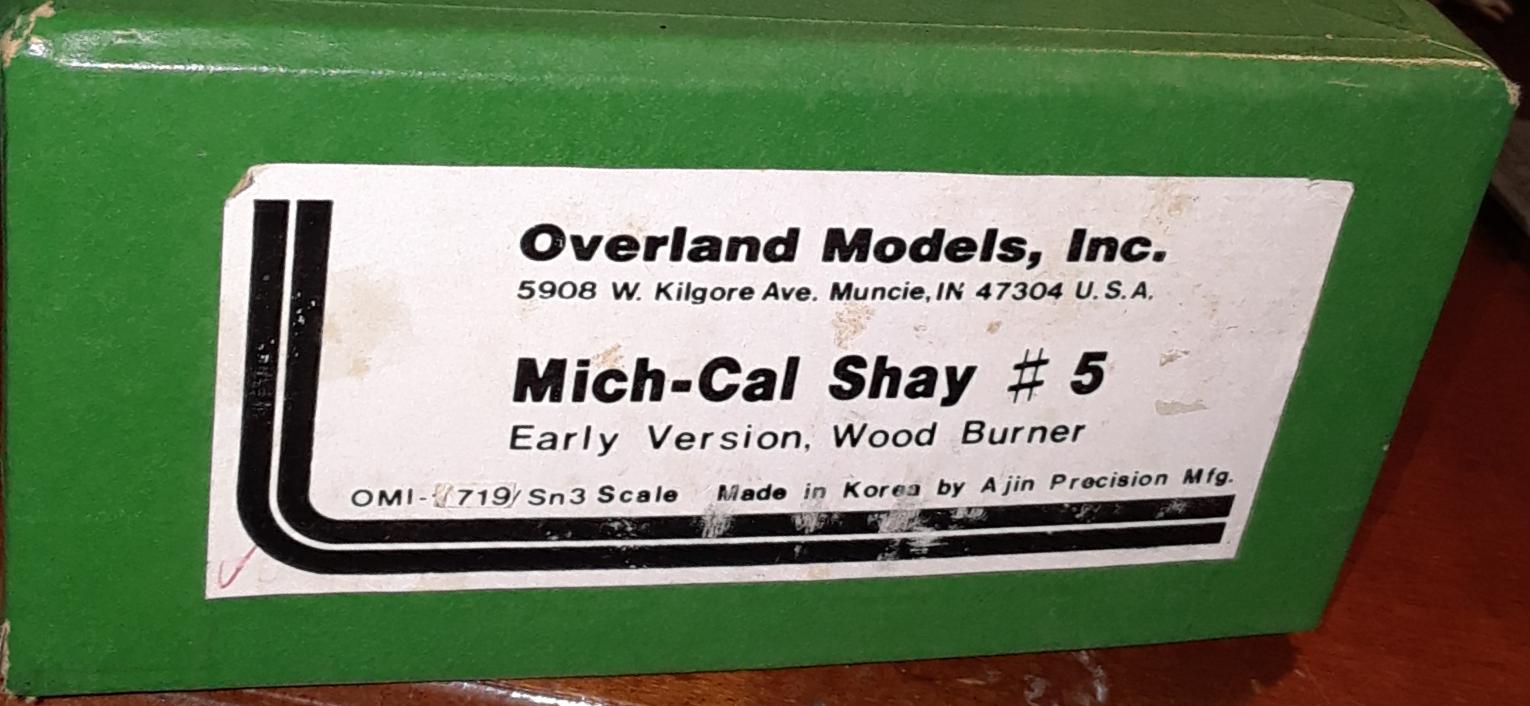 Overland Models, Inc.
5908 W. Kilgore Ave. Muncie, IN 47304 U.S.A.
Mich-Cal Shay # 5
Early Version, Wood Burner
OMI-1719/Sn3 Scale Made in Korea by Ajin Precision Mfg.